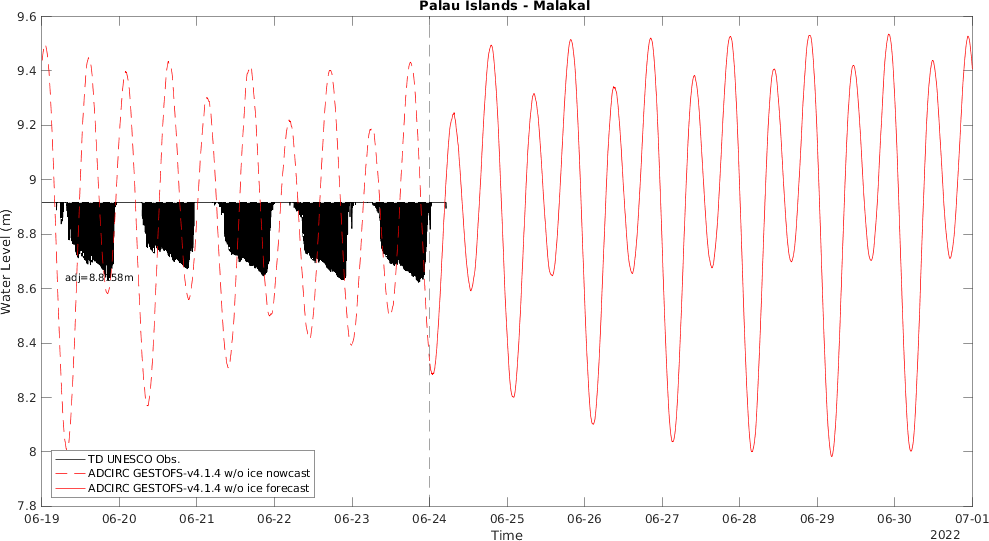 Palau Islands - Malakal
9.6
9.4
9.2
9
8.8
8.6
8.4
8.2
8
7.8
Water Level (m)
TD UNESCO Obs.
ADCIRC GESTOFS-v4.1.4 w/o ice nowcast
ADCIRC GESTOFS-v4.1.4 w/o ice forecast
06-19 06-20 06-21 06-22 06-23 06-24 06-25 06-26 06-27 06-28 06-29 06-30 07-01
Time
2022